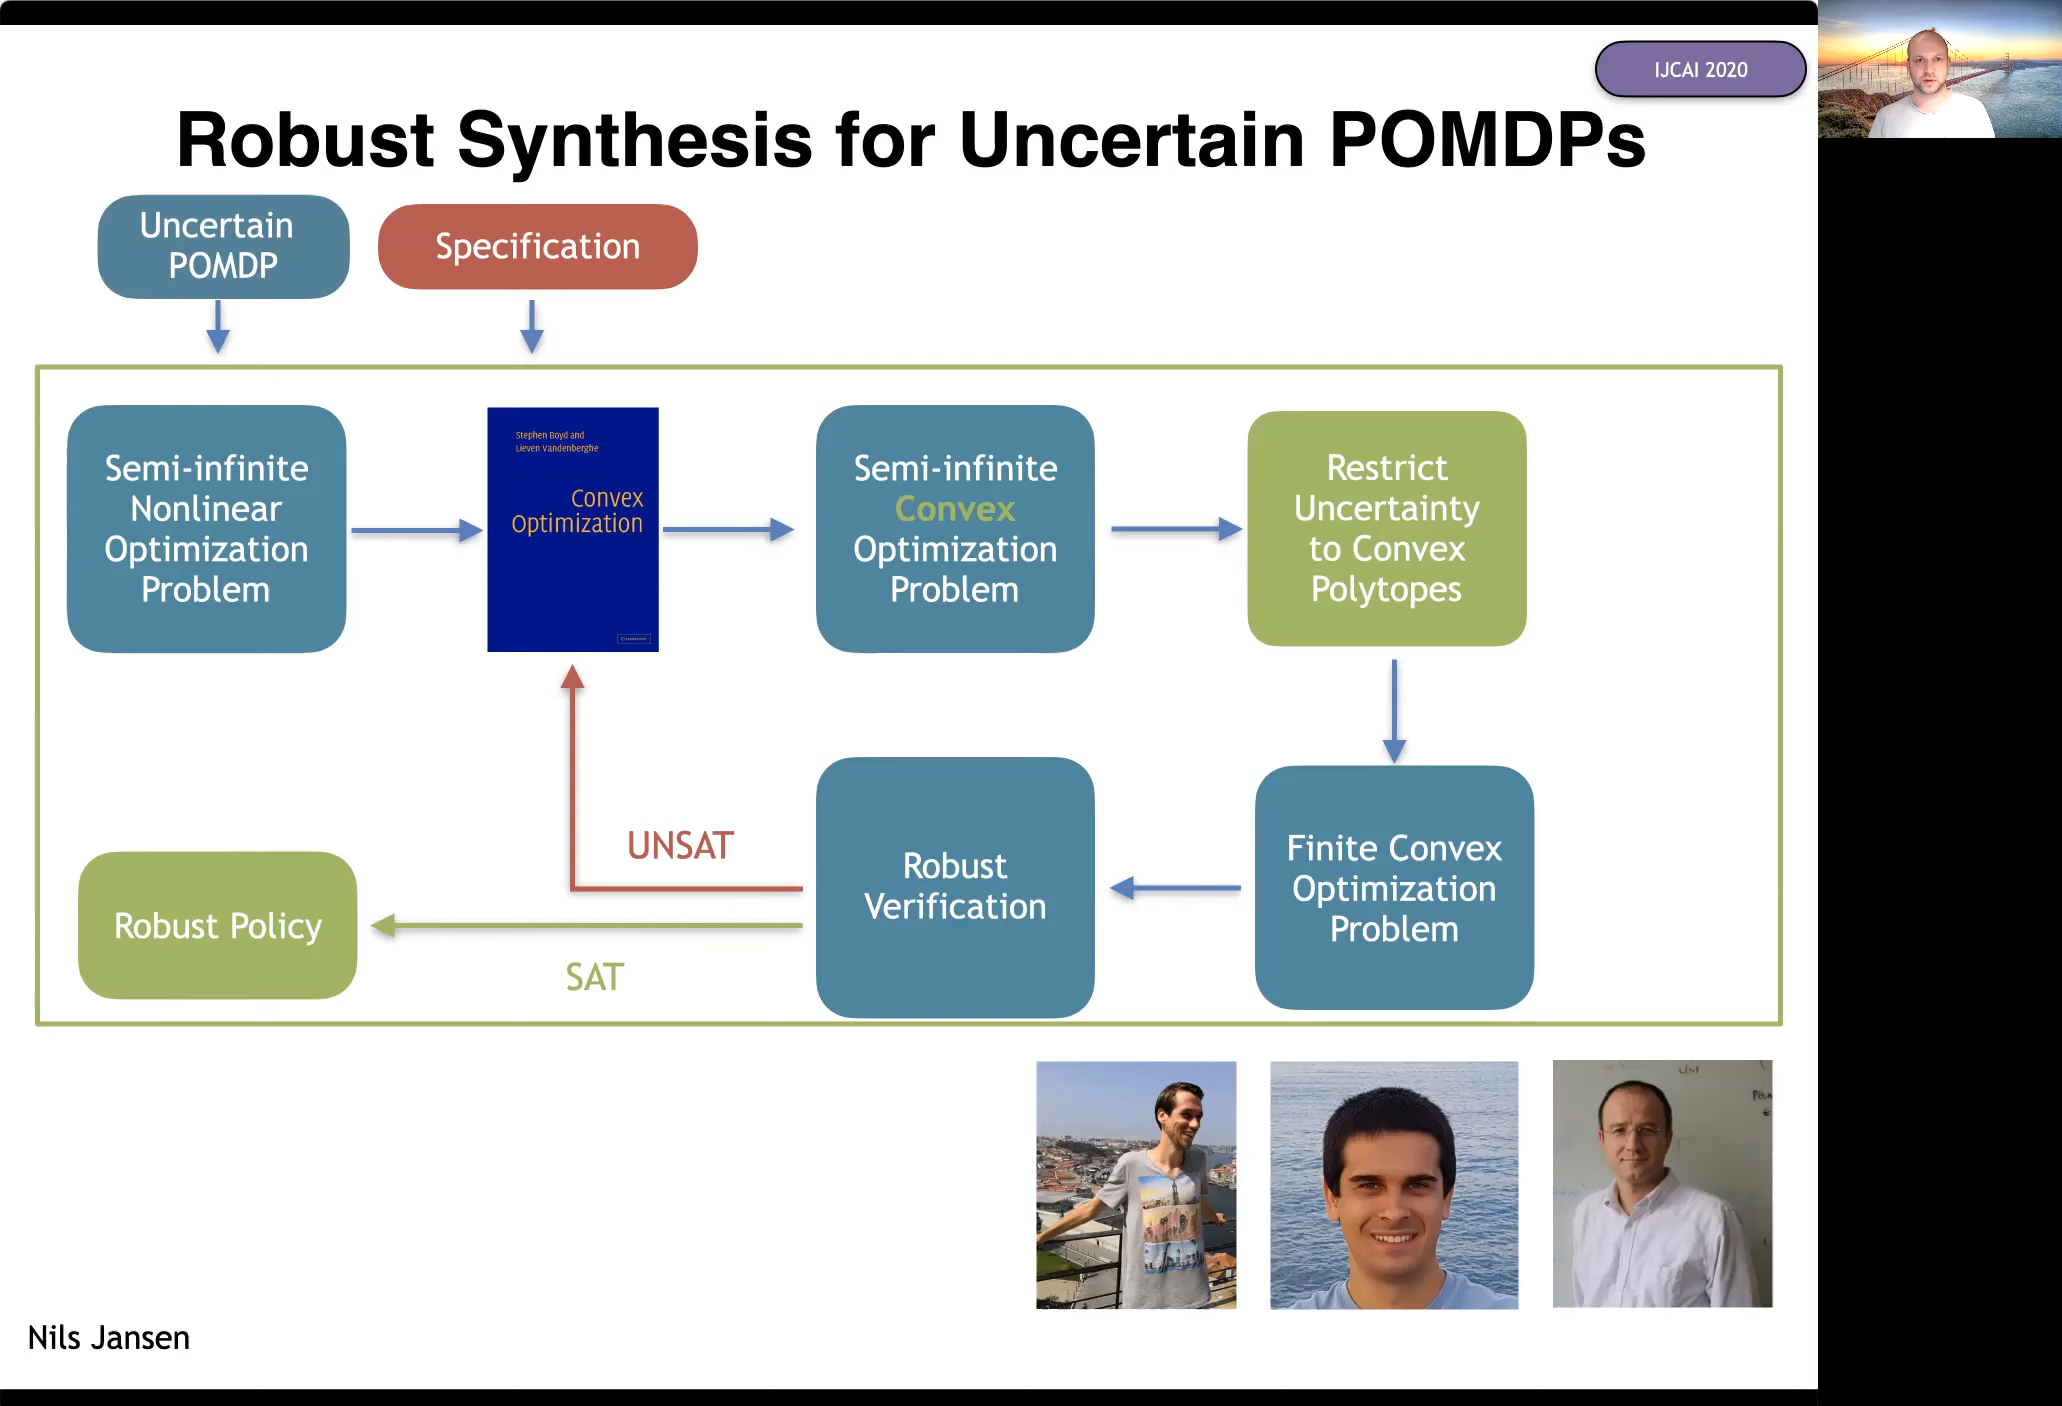 IJCAI 2020
Robust Synthesis for Uncertain POMDPs
Uncertain
POMDP
Specification
Semi-infinite
Nonlinear
Optimization
Problem
Stephen Boyd and
Lieven Vandenberghe
Convex
Optimization
Semi-infinite
Convex
Optimization
Problem
Restrict
Uncertainty
to Convex
Polytopes
Finite Convex
Optimization
Problem
Robust
Verification
UNSAT
SAT
Robust Policy
Nils Jansen